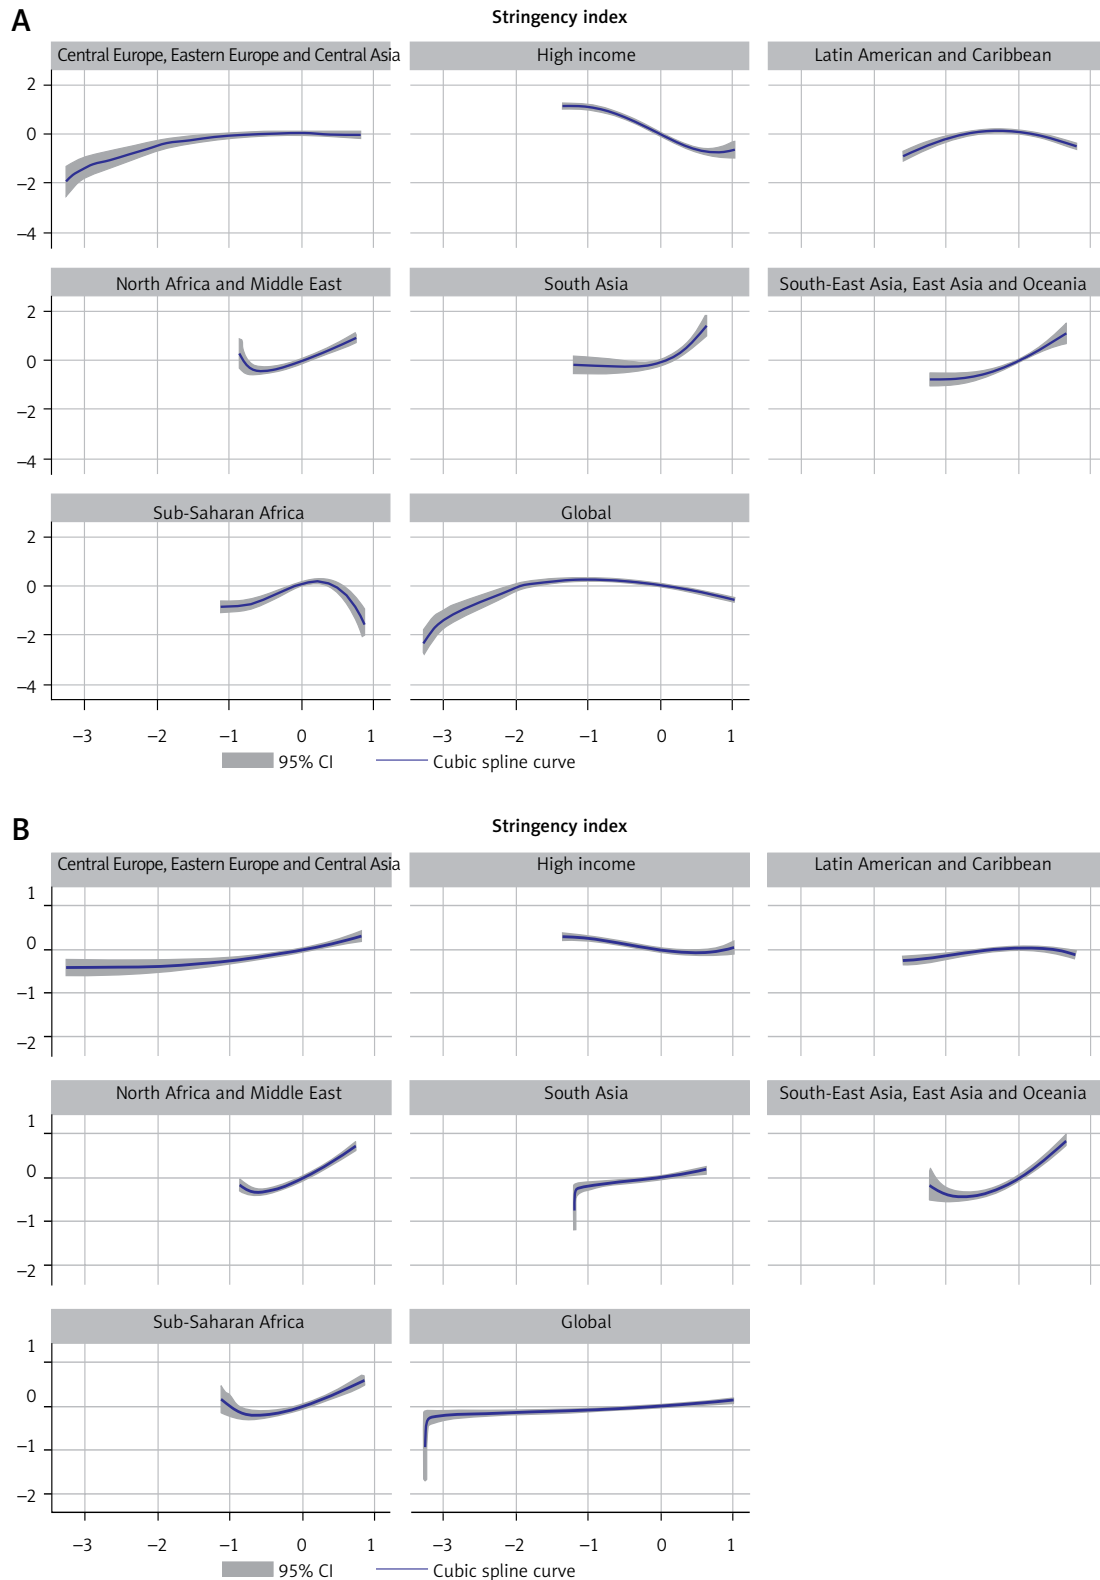 A
Stringency index
Central Europe, Eastern Europe and Central Asia
High income
Latin American and Caribbean
2
0
−2
−4
North Africa and Middle East
South Asia
South-East Asia, East Asia and Oceania
2
0
−2
−4
Sub-Saharan Africa
Global
2
0
−2
−4
−3 −2 −1 0 1 −3 −2 −1 0 1
95% CI Cubic spline curve
B
Stringency index
Central Europe, Eastern Europe and Central Asia
High income
Latin American and Caribbean
1
0
−1
−2
North Africa and Middle East
South Asia
South-East Asia, East Asia and Oceania
1
0
−1
−2
Sub-Saharan Africa
Global
1
0
−1
−2
−3 −2 −1 0 1 −3 −2 −1 0 1
95% CI Cubic spline curve